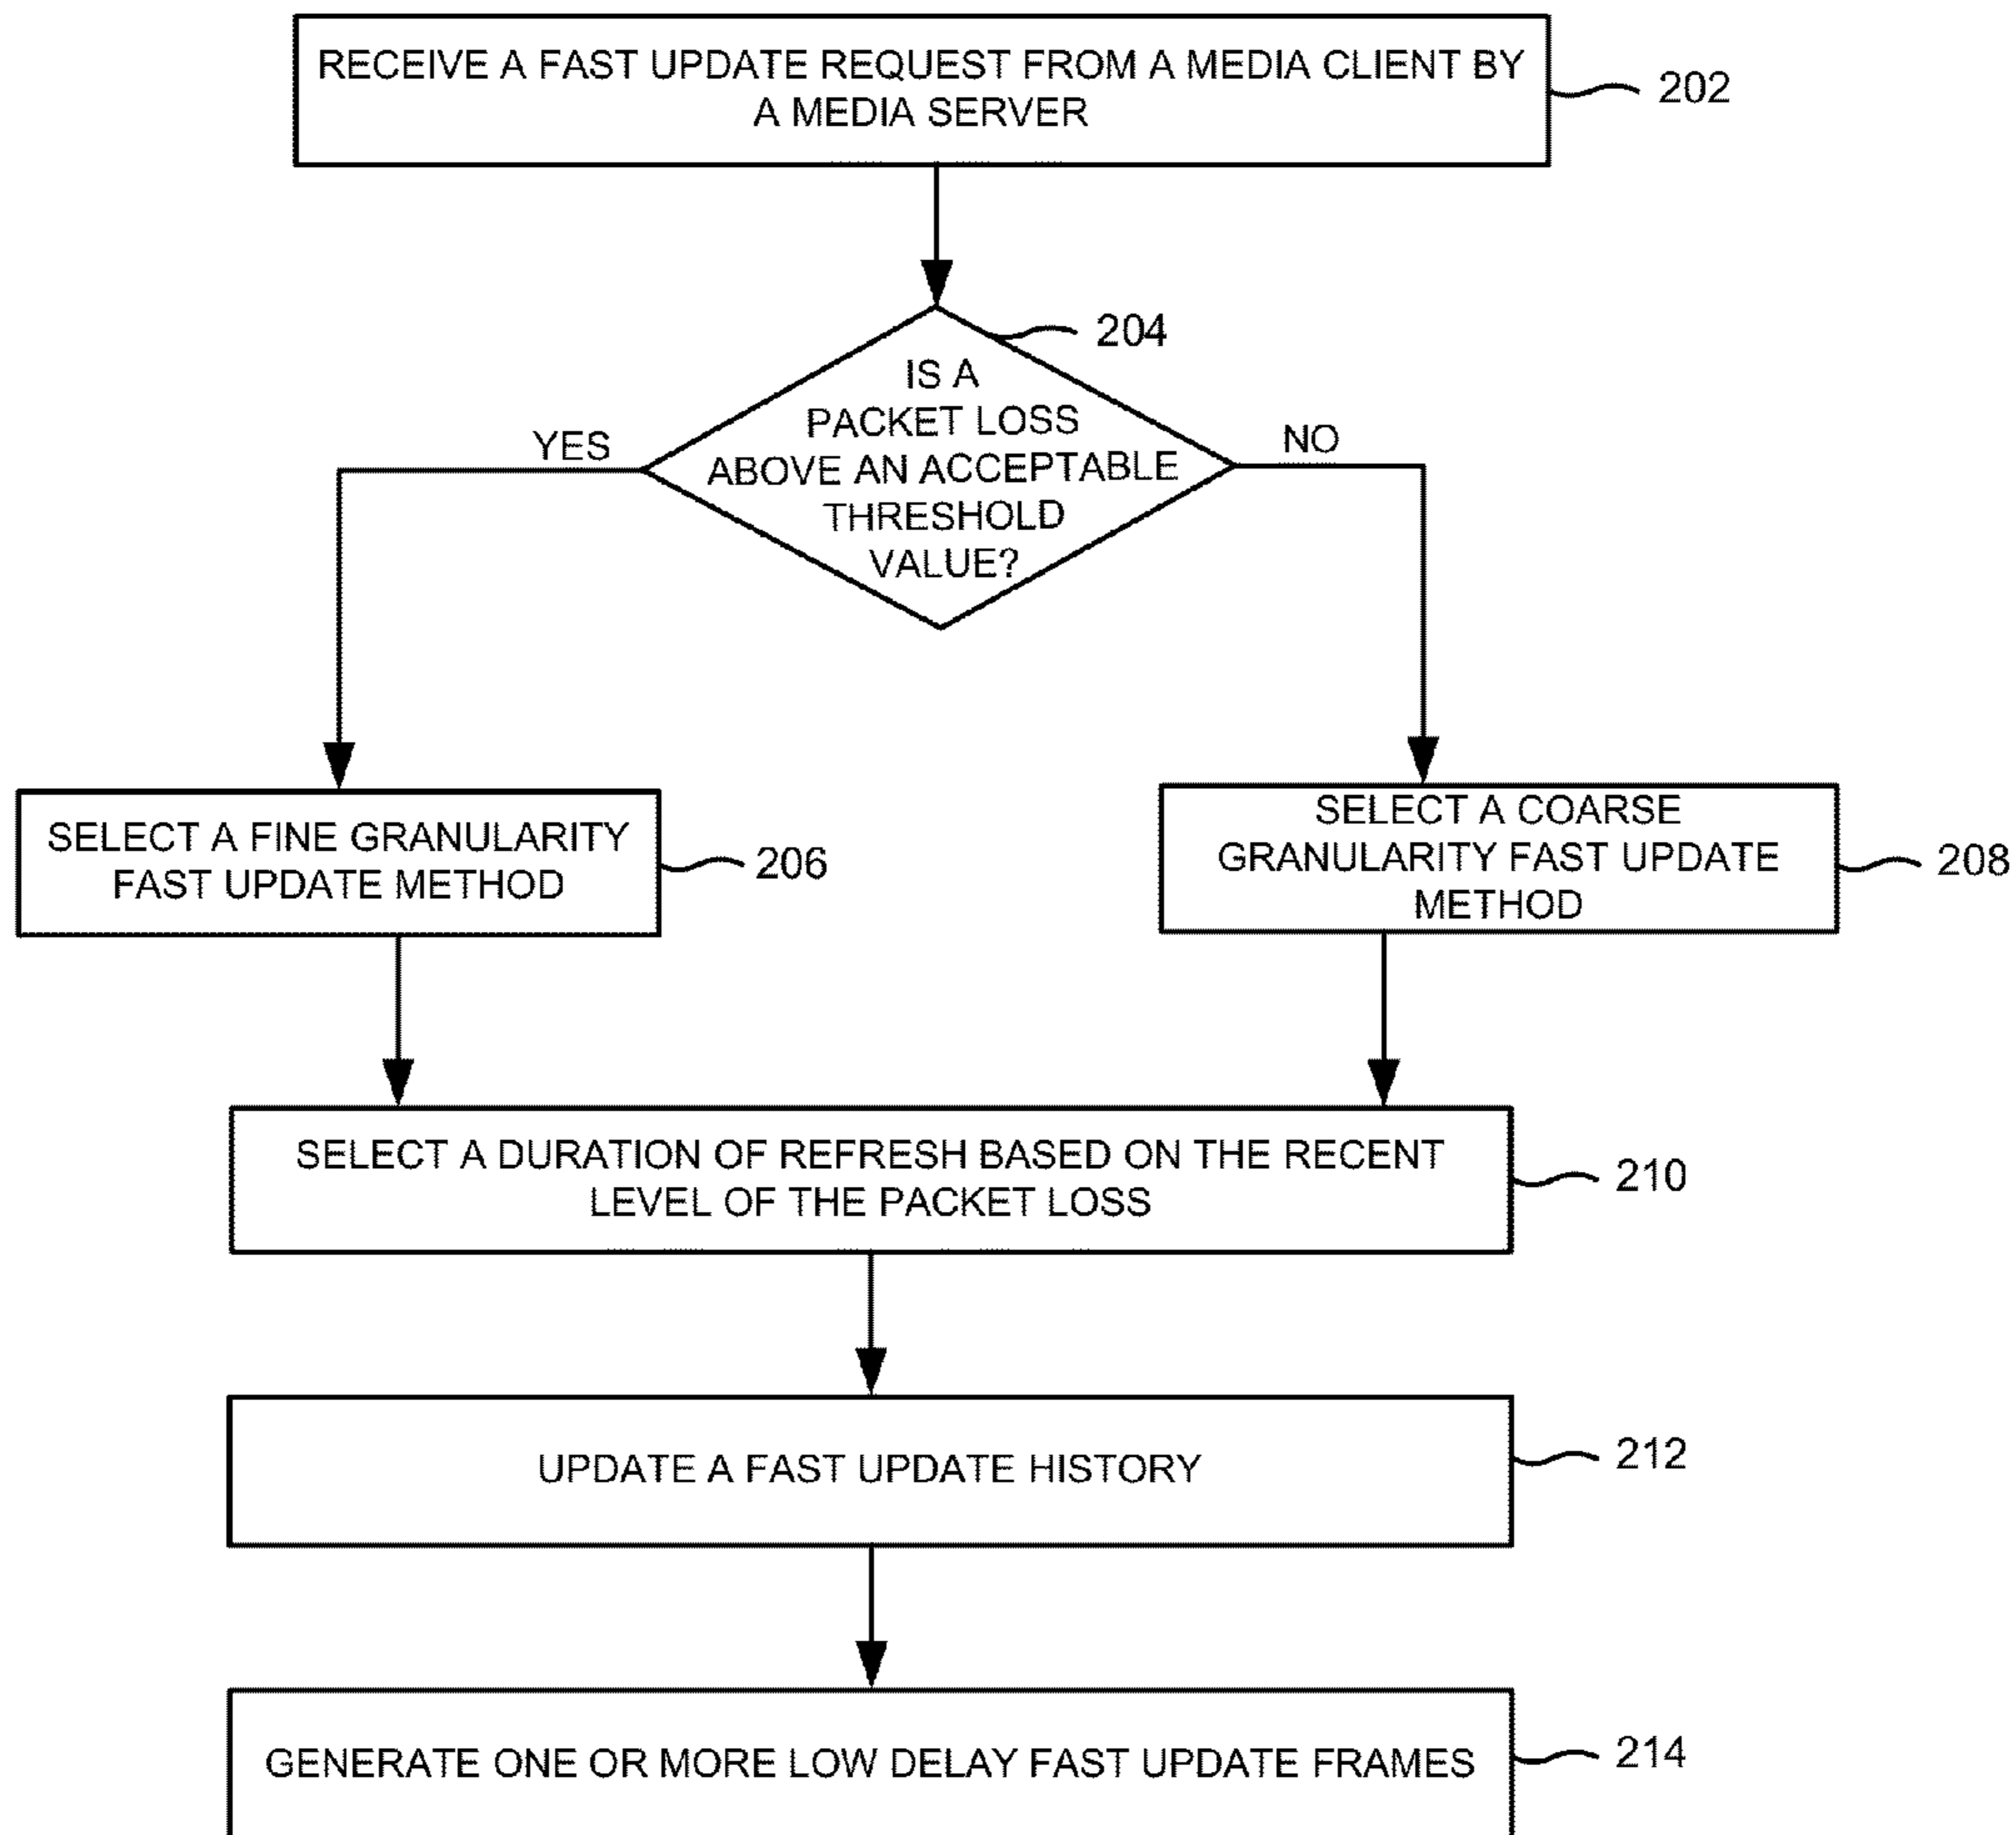 RECEIVE A FAST UPDATE REQUEST FROM A MEDIA CLIENT BY
A MEDIA SERVER
202
204
IS A
PACKET LOSS
ABOVE AN ACCEPTABLE
THRESHOLD
VALUE?
YES
NO
SELECT A FINE GRANULARITY
FAST UPDATE METHOD
206
SELECT A COARSE
GRANULARITY FAST UPDATE
METHOD
208
SELECT A DURATION OF REFRESH BASED ON THE RECENT
LEVEL OF THE PACKET LOSS
210
UPDATE A FAST UPDATE HISTORY
212
GENERATE ONE OR MORE LOW DELAY FAST UPDATE FRAMES
214